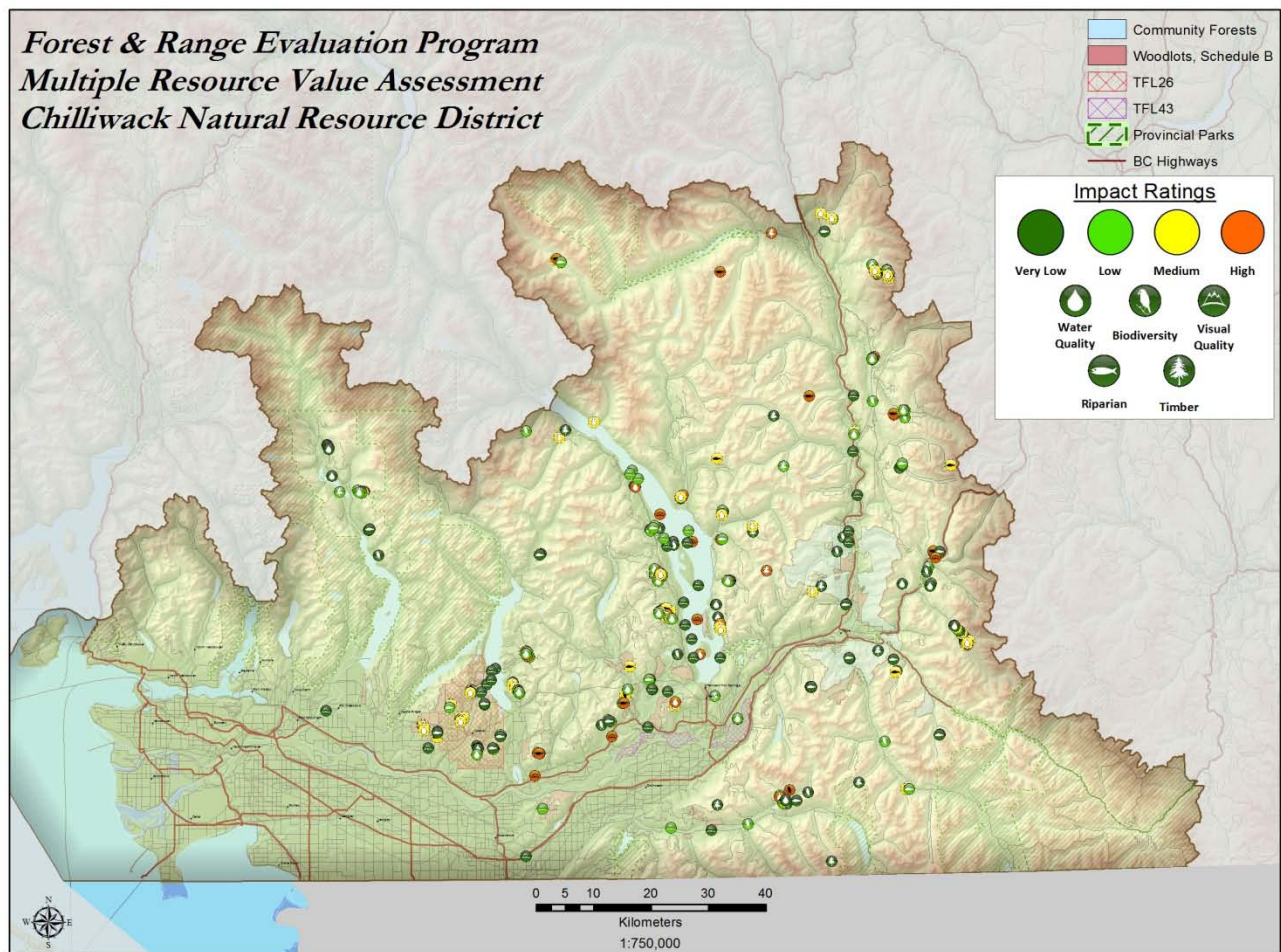 Forest & Range Evaluation Program
Multiple Resource Value Assessment
Chilliwack Natural Resource District
Community Forests
Woodlots, Schedule B
TFL26
TFL43
Provincial Parks
BC Highways
Impact Ratings
Very Low
Low
Medium
High
Water
Quality
Biodiversity
Visual
Quality
Riparian
Timber
N
W
E
S
0 5 10 20 30 40
Kilometers
1:750,000